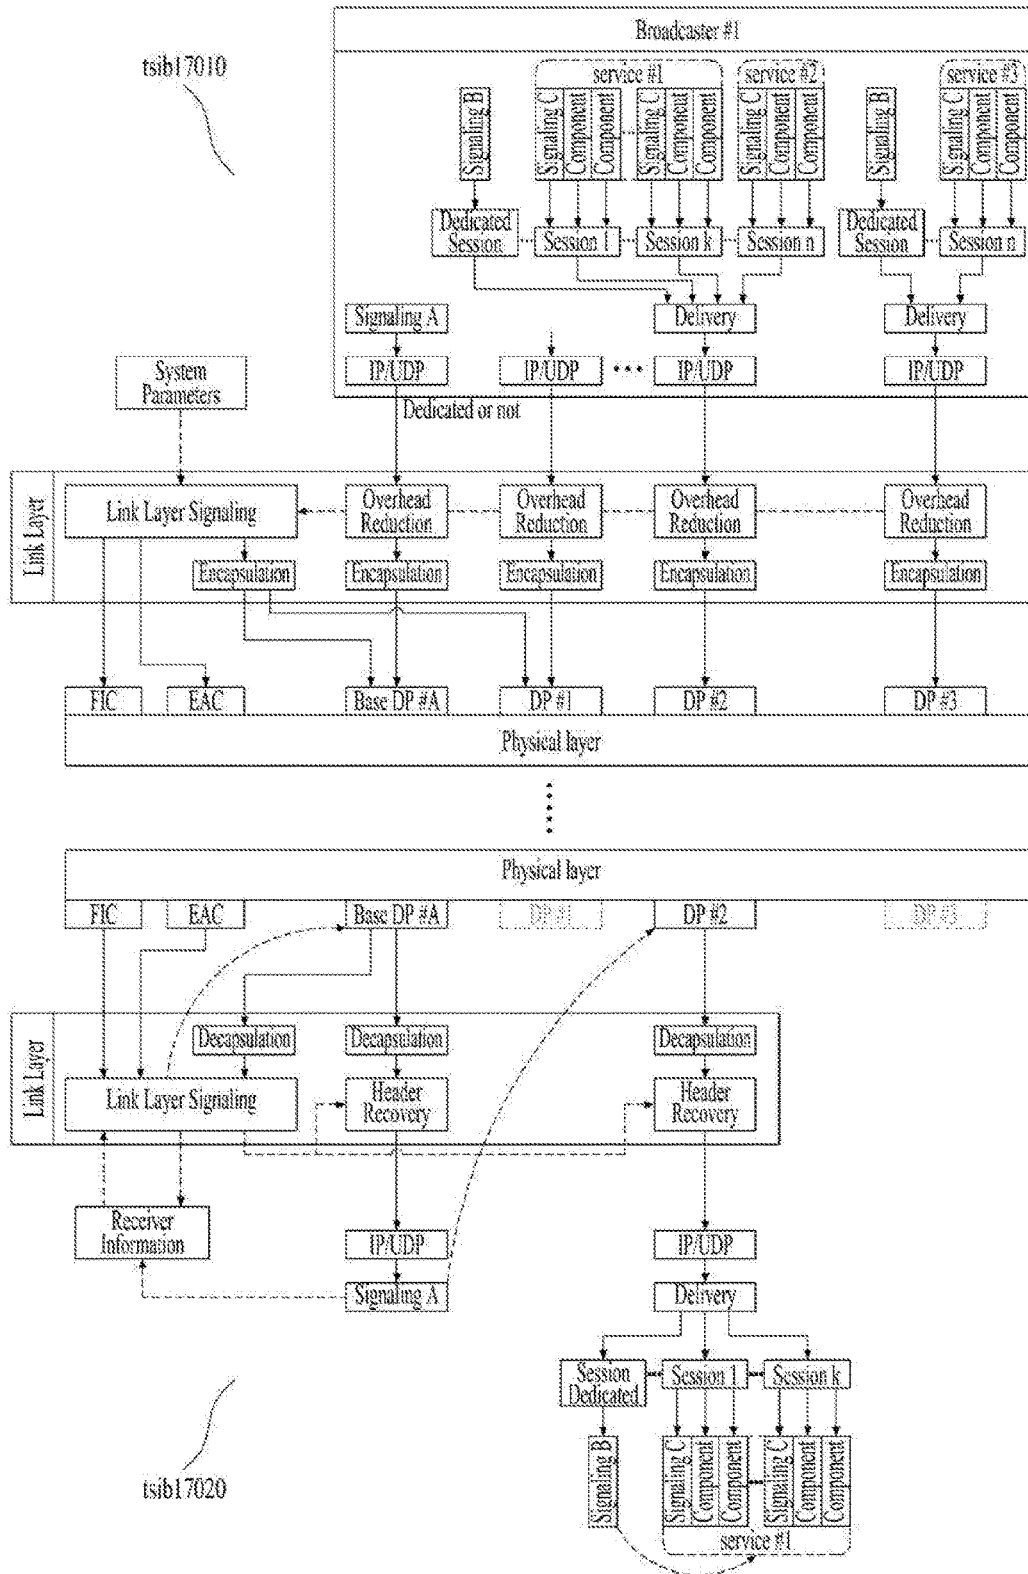 Broadcaster #1
tsib17010
service #1
service #2
service #3
Signaling B
Signaling C
Component
Component
Signaling C
Component
Component
Signaling C
Component
Component
Signaling B
Signaling C
Component
Component
Dedicated
Session
Session 1
Session k
Session n
Dedicated
Session
Session n
Signaling A
Delivery
Delivery
System
Parameters
IP/UDP
IP/UDP
IP/UDP
IP/UDP
Dedicated or not
Link Layer
Link Layer Signaling
Overhead
Reduction
Overhead
Reduction
Overhead
Reduction
Overhead
Reduction
Encapsulation
Encapsulation
Encapsulation
Encapsulation
Encapsulation
FIC
EAC
Base DP #A
DP #1
DP #2
DP #3
Physical layer
Physical layer
FIC
EAC
Base DP #A
DP #1
DP #2
DP #3
Link Layer
Decapsulation
Decapsulation
Decapsulation
Link Layer Signaling
Header
Recovery
Header
Recovery
Receiver
Information
IP/UDP
IP/UDP
Signaling A
Delivery
Session
Dedicated
Session 1
Session k
tsib17020
Signaling B
Signaling C
Component
Component
Signaling C
Component
Component
service #1